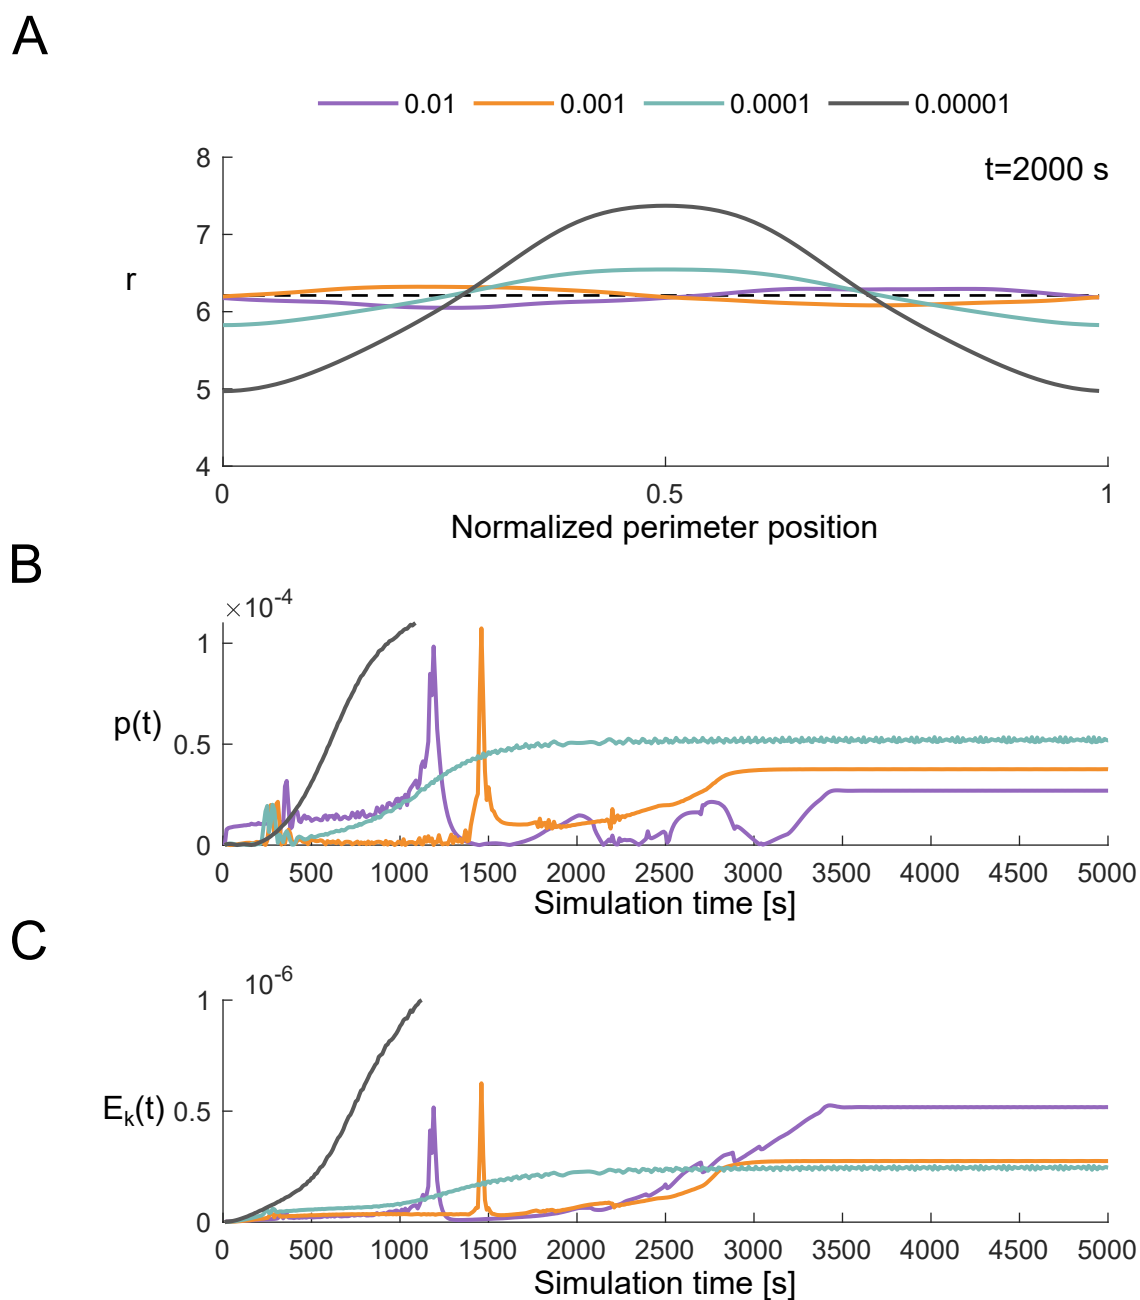 A
0.01 0.001 0.0001 0.00001
t=2000 s
8
7
r
6
5
4
0 0.5 1
Normalized perimeter position
B
×10-4
1
p(t)
0.5
0
0 500 1000 1500 2000 2500 3000 3500 4000 4500 5000
Simulation time [s]
C
10-6
1
Ek(t)
0.5
0
0 500 1000 1500 2000 2500 3000 3500 4000 4500 5000
Simulation time [s]